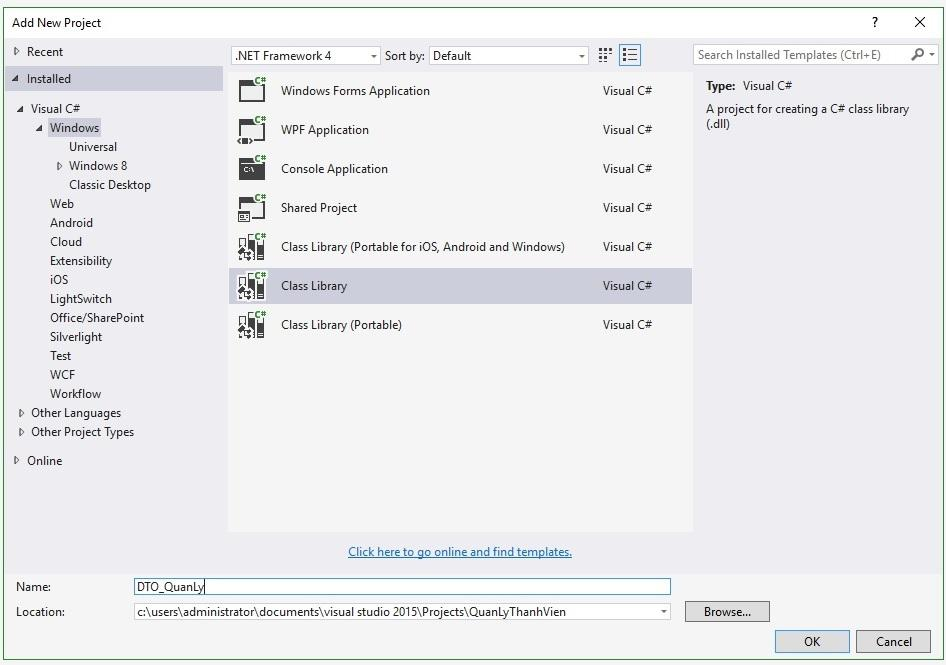 Add New Project
?
Recent
.NET Framework 4
Sort by:
Default
Search Installed Templates (Ctrl+E)
Installed
Visual C#
Windows
Universal
Windows 8
Classic Desktop
Web
Android
Cloud
Extensibility
iOS
LightSwitch
Office/SharePoint
Silverlight
Test
WCF
Workflow
Other Languages
Other Project Types
Online
C# Windows Forms Application Visual C#
C# WPF Application Visual C#
C# C:\ Console Application Visual C#
C# Shared Project Visual C#
C# Class Library (Portable for iOS, Android and Windows) Visual C#
C# Class Library Visual C#
C# Class Library (Portable) Visual C#
Type: Visual C#
A project for creating a C# class library
(.dll)
Click here to go online and find templates.
Name: DTO_QuanLy
Location: c:\users\administrator\documents\visual studio 2015\Projects\QuanLyThanhVien
Browse...
OK
Cancel